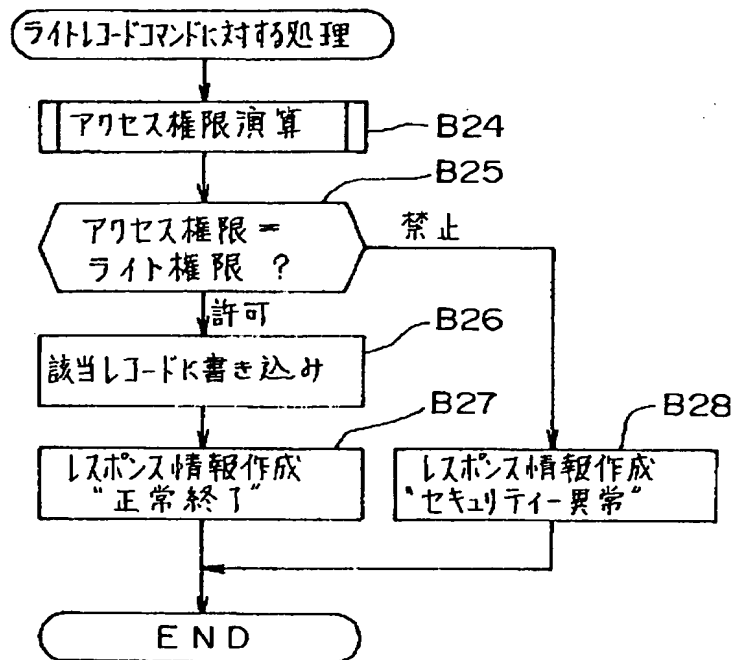 ライトレコードコマンドに対する処理
アクセス権限演算
B24
B25
アクセス権限=
ライト権限 ?
禁止
許可
B26
該当レコードに書き込み
B27
B28
レスポンス情報作成
"正常終了"
レスポンス情報作成
"セキュリティー異常"
END